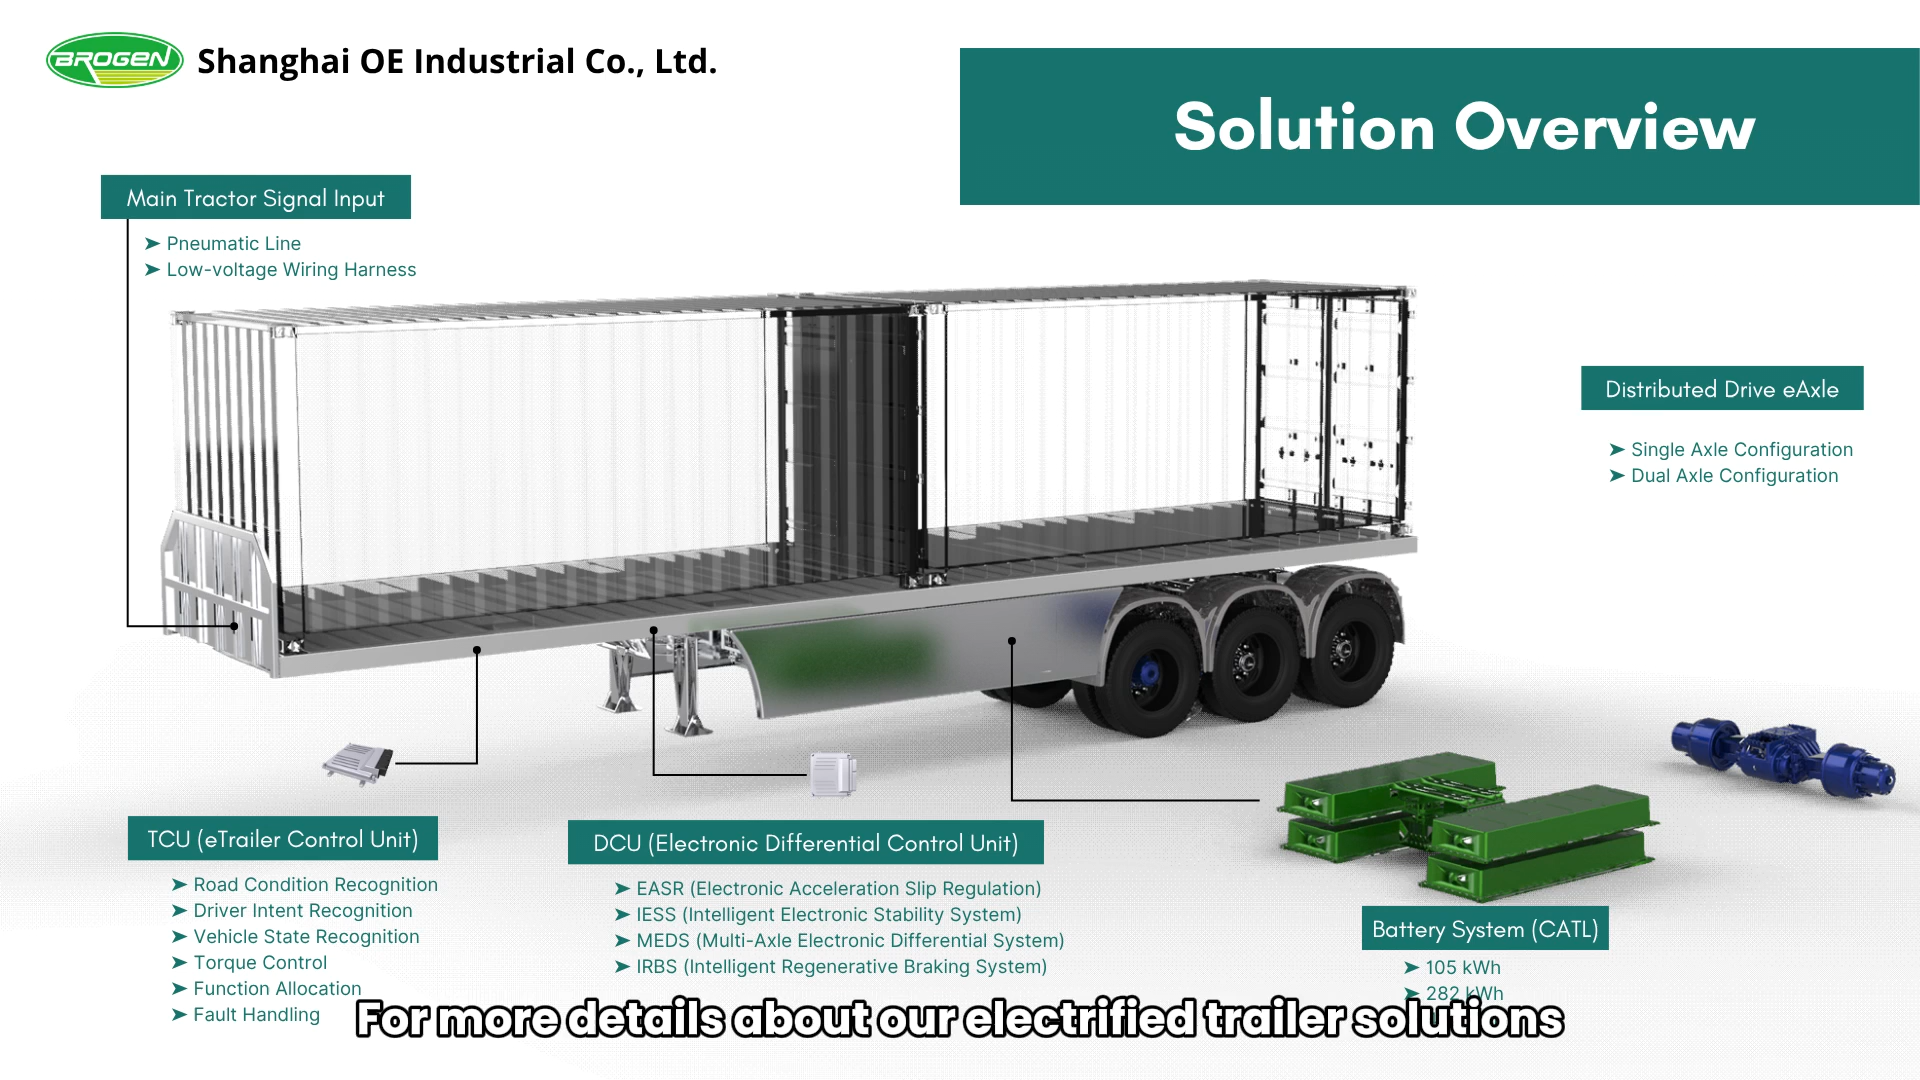 BROGEN
Shanghai OE Industrial Co., Ltd.
Solution Overview
Main Tractor Signal Input
➤ Pneumatic Line
➤ Low-voltage Wiring Harness
Distributed Drive eAxle
➤ Single Axle Configuration
➤ Dual Axle Configuration
TCU (eTrailer Control Unit)
➤ Road Condition Recognition
➤ Driver Intent Recognition
➤ Vehicle State Recognition
➤ Torque Control
➤ Function Allocation
➤ Fault Handling
DCU (Electronic Differential Control Unit)
➤ EASR (Electronic Acceleration Slip Regulation)
➤ IESS (Intelligent Electronic Stability System)
➤ MEDS (Multi-Axle Electronic Differential System)
➤ IRBS (Intelligent Regenerative Braking System)
Battery System (CATL)
➤ 105 kWh
➤ 282 kWh
For more details about our electrified trailer solutions